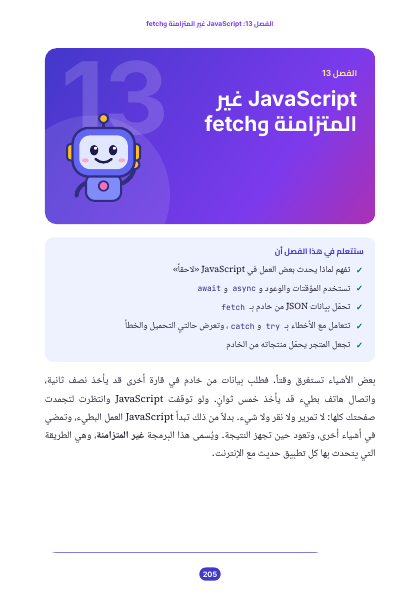 الفصل 13: JavaScript غير المتزامنة وfetch
13
الفصل 13
JavaScript غير
المتزامنة وfetch
ستتعلم في هذا الفصل أن
✓ تفهم لماذا يحدث بعض العمل في JavaScript «لاحقاً»
✓ تستخدم المؤقتات والوعود و async و await
✓ تحمّل بيانات JSON من خادم بـ fetch
✓ تتعامل مع الأخطاء بـ try و catch، وتعرض حالتي التحميل والخطأ
✓ تجعل المتجر يحمّل منتجاته من الخادم
بعض الأشياء تستغرق وقتاً. فطلب بيانات من خادم في قارة أخرى قد يأخذ نصف ثانية،
واتصال هاتف بطيء قد يأخذ خمس ثوانٍ. ولو توقفت JavaScript وانتظرت لتجمدت
صفحتك كلها: لا تمرير ولا نقر ولا شيء. بدلاً من ذلك تبدأ JavaScript العمل البطيء، وتمضي
في أشياء أخرى، وتعود حين تجهز النتيجة. ويُسمى هذا البرمجة غير المتزامنة، وهي الطريقة
التي يتحدث بها كل تطبيق حديث مع الإنترنت.
205